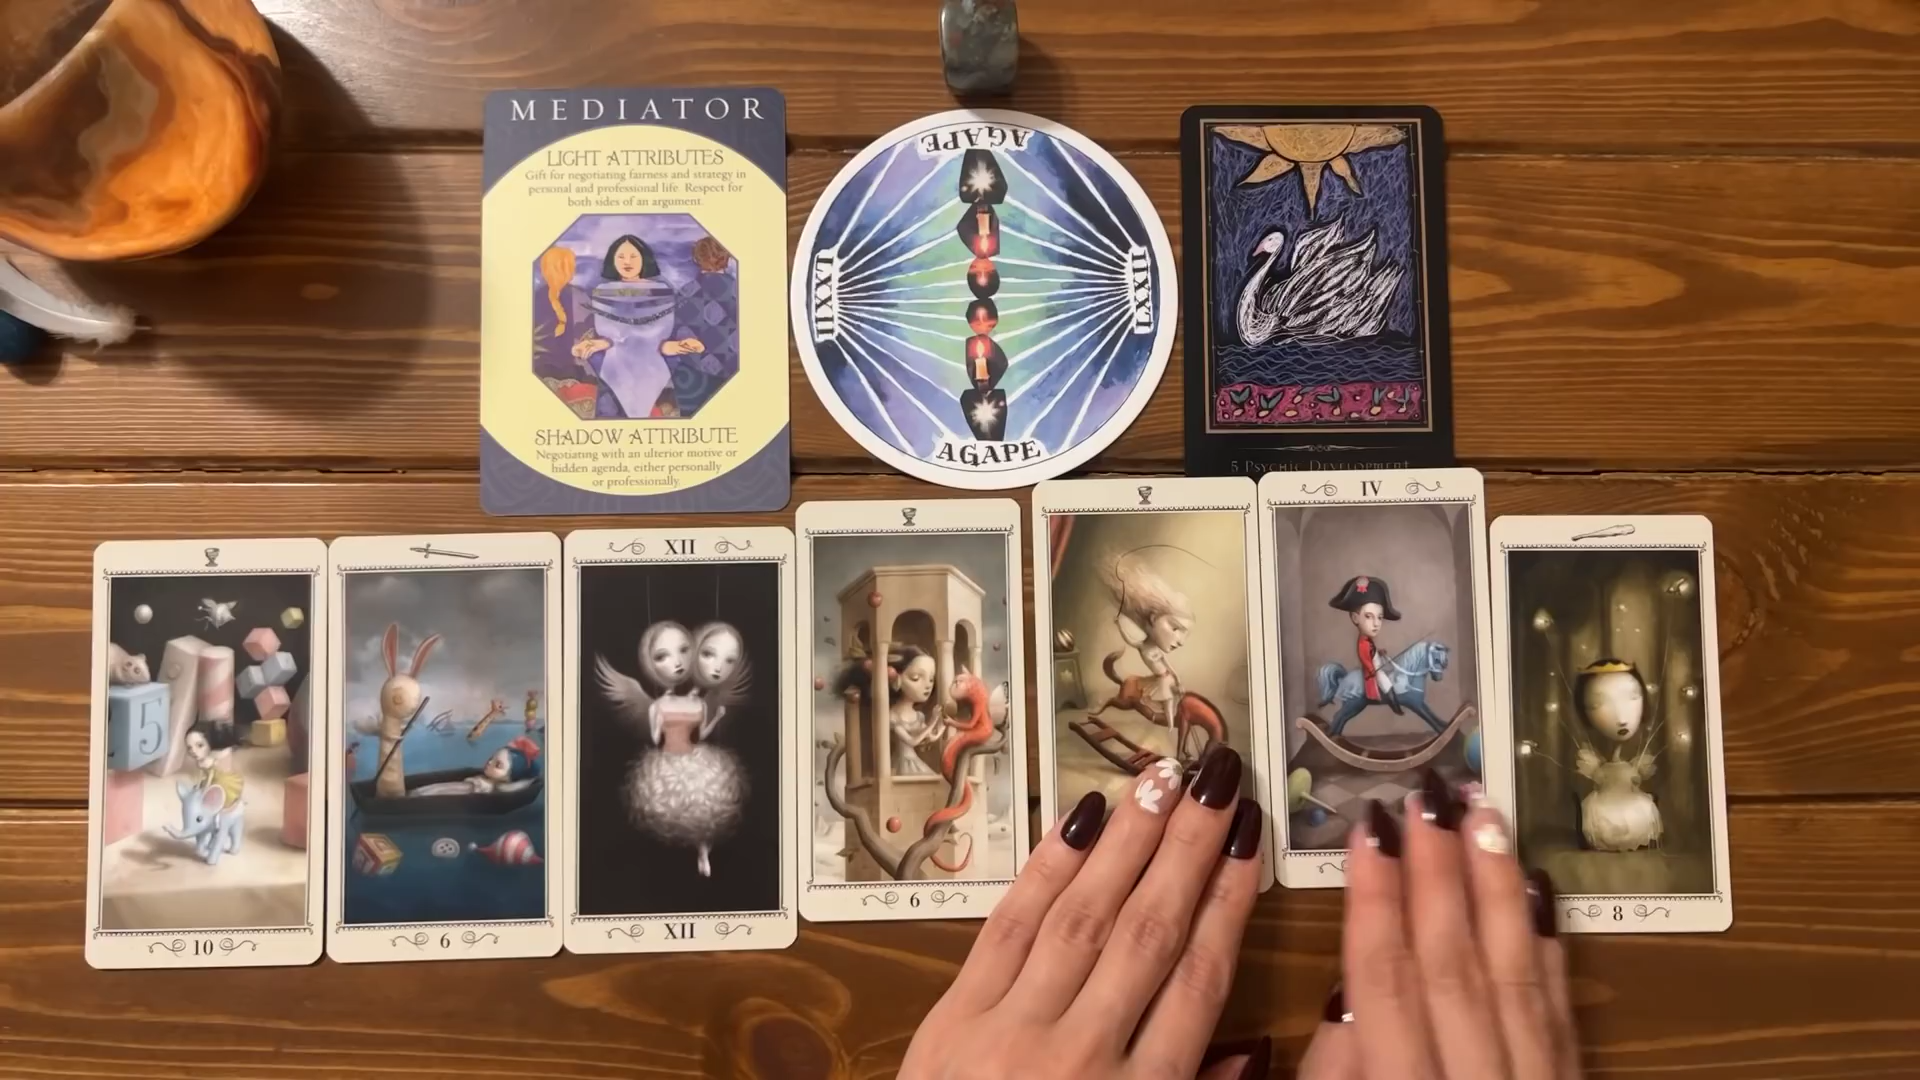 MEDIATOR
LIGHT ATTRIBUTES
Gift for negotiating fairness and strategy in
personal and professional life. Respect for
both sides of an argument.
SHADOW ATTRIBUTE
Negotiating with an ulterior motive or
hidden agenda, either personally
or professionally.
AGAPE
LXXII
LXXII
AGAPE
5 PSYCHIC DEVELOPMENT
XII
IV
5
10
6
XII
6
8